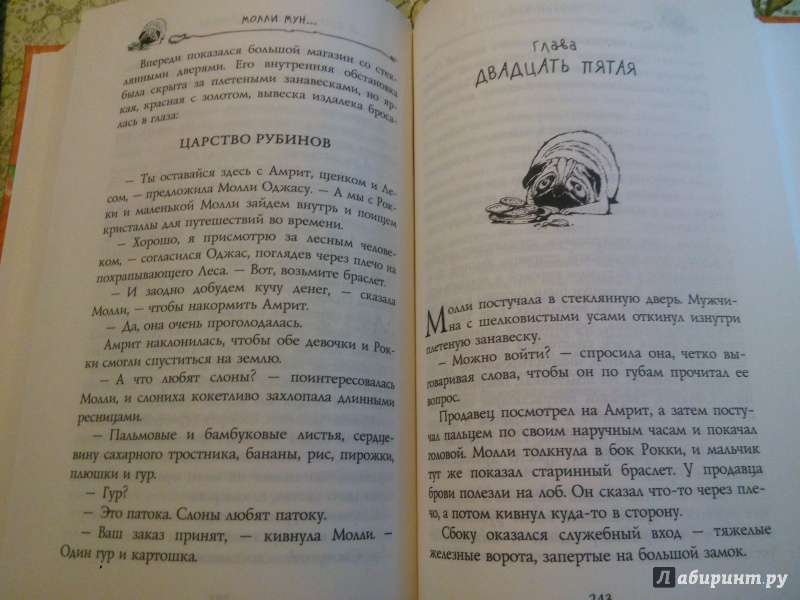 МОЛЛИ МУН...
Впереди показался большой магазин со стек-
лянными дверями. Его внутренняя обстановка
была скрыта за плетеными занавесками, но яр-
кая, красная с золотом, вывеска издалека броса-
лась в глаза:
ЦАРСТВО РУБИНОВ
— Ты оставайся здесь с Амрит, щенком и Ле-
сом, — предложила Молли Оджасу. — А мы с Рок-
ки и маленькой Молли зайдем внутрь и поищем
кристаллы для путешествий во времени.
— Хорошо, я присмотрю за лесным челове-
ком, — согласился Оджас, поглядев через плечо на
похрапывающего Леса. — Вот, возьмите браслет.
— И заодно добудем кучу денег, — сказала
Молли, — чтобы накормить Амрит.
— Да, она очень проголодалась.
Амрит наклонилась, чтобы обе девочки и Рок-
ки смогли спуститься на землю.
— А что любят слоны? — поинтересовалась
Молли, и слониха кокетливо захлопала длинными
ресницами.
— Пальмовые и бамбуковые листья, сердце-
вину сахарного тростника, бананы, рис, пирожки,
плюшки и гур.
— Гур?
— Это патока. Слоны любят патоку.
— Ваш заказ принят, — кивнула Молли. —
Один гур и картошка.
глава
ДВАДЦАТЬ ПЯТАЯ
Молли постучала в стеклянную дверь. Мужчи-
на с шелковистыми усами откинул изнутри
плетеную занавеску.
— Можно войти? — спросила она, четко вы-
говаривая слова, чтобы он по губам прочитал ее
вопрос.
Продавец посмотрел на Амрит, а затем посту-
чал пальцем по своим наручным часам и покачал
головой. Молли толкнула в бок Рокки, и мальчик
тут же показал старинный браслет. У продавца
брови полезли на лоб. Он сказал что-то через пле-
чо, а потом кивнул куда-то в сторону.
Сбоку оказался служебный вход — тяжелые
железные ворота, запертые на большой замок.
243
Лабиринт.ру